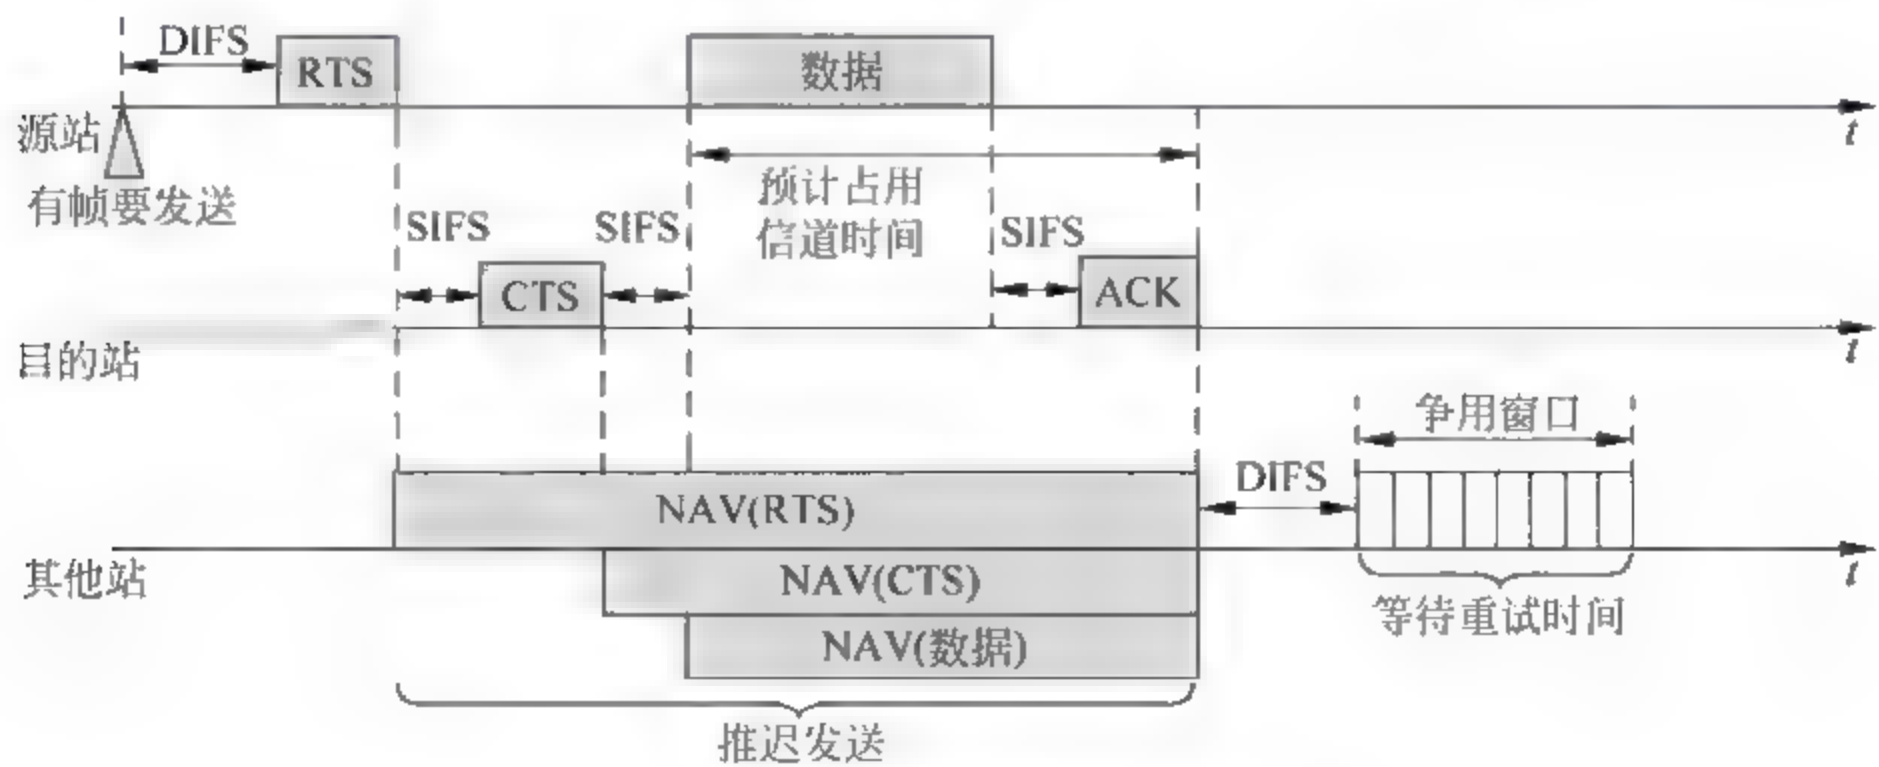 DIFS
RTS
数据
源站
t
有帧要发送
预计占用
信道时间
SIFS
SIFS
SIFS
CTS
ACK
目的站
t
争用窗口
DIFS
NAV(RTS)
其他站
t
NAV(CTS)
等待重试时间
NAV(数据)
推迟发送